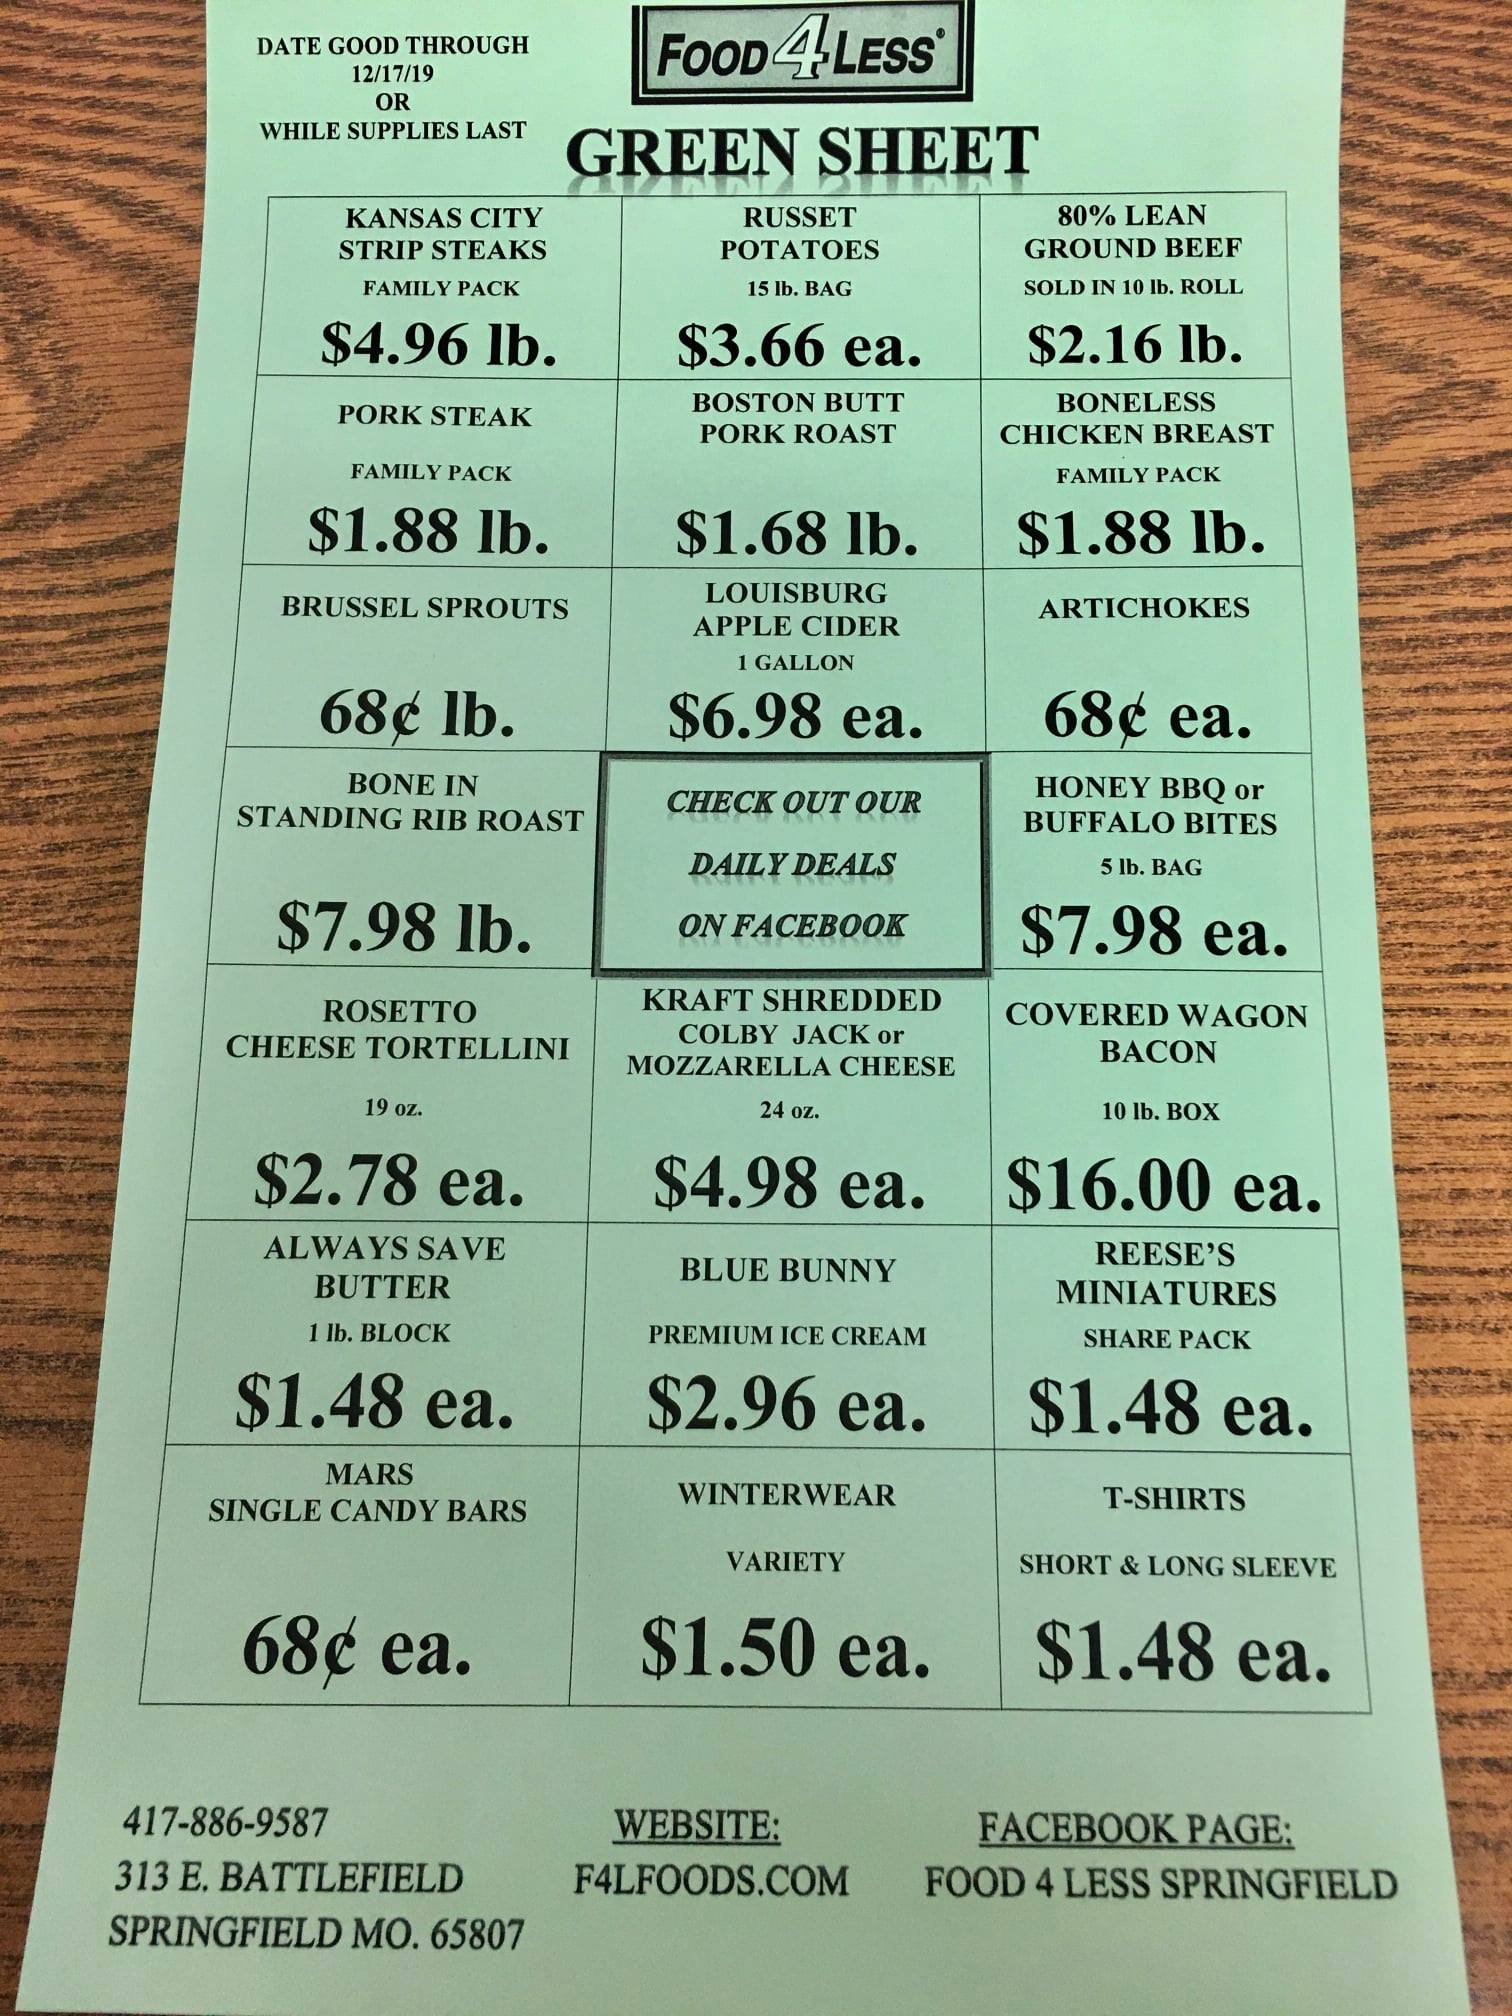 DATE GOOD THROUGH
12/17/19
OR
WHILE SUPPLIES LAST
FOOD 4 LESS®
GREEN SHEET
KANSAS CITY
STRIP STEAKS
FAMILY PACK
$4.96 lb.
RUSSET
POTATOES
15 lb. BAG
$3.66 ea.
80% LEAN
GROUND BEEF
SOLD IN 10 lb. ROLL
$2.16 lb.
PORK STEAK
FAMILY PACK
$1.88 lb.
BOSTON BUTT
PORK ROAST
$1.68 lb.
BONELESS
CHICKEN BREAST
FAMILY PACK
$1.88 lb.
BRUSSEL SPROUTS
68¢ lb.
LOUISBURG
APPLE CIDER
1 GALLON
$6.98 ea.
ARTICHOKES
68¢ ea.
BONE IN
STANDING RIB ROAST
$7.98 lb.
CHECK OUT OUR
DAILY DEALS
ON FACEBOOK
HONEY BBQ or
BUFFALO BITES
5 lb. BAG
$7.98 ea.
ROSETTO
CHEESE TORTELLINI
19 oz.
$2.78 ea.
KRAFT SHREDDED
COLBY JACK or
MOZZARELLA CHEESE
24 oz.
$4.98 ea.
COVERED WAGON
BACON
10 lb. BOX
$16.00 ea.
ALWAYS SAVE
BUTTER
1 lb. BLOCK
$1.48 ea.
BLUE BUNNY
PREMIUM ICE CREAM
$2.96 ea.
REESE'S
MINIATURES
SHARE PACK
$1.48 ea.
MARS
SINGLE CANDY BARS
68¢ ea.
WINTERWEAR
VARIETY
$1.50 ea.
T-SHIRTS
SHORT & LONG SLEEVE
$1.48 ea.
417-886-9587
313 E. BATTLEFIELD
SPRINGFIELD MO. 65807
WEBSITE:
F4LFOODS.COM
FACEBOOK PAGE:
FOOD 4 LESS SPRINGFIELD